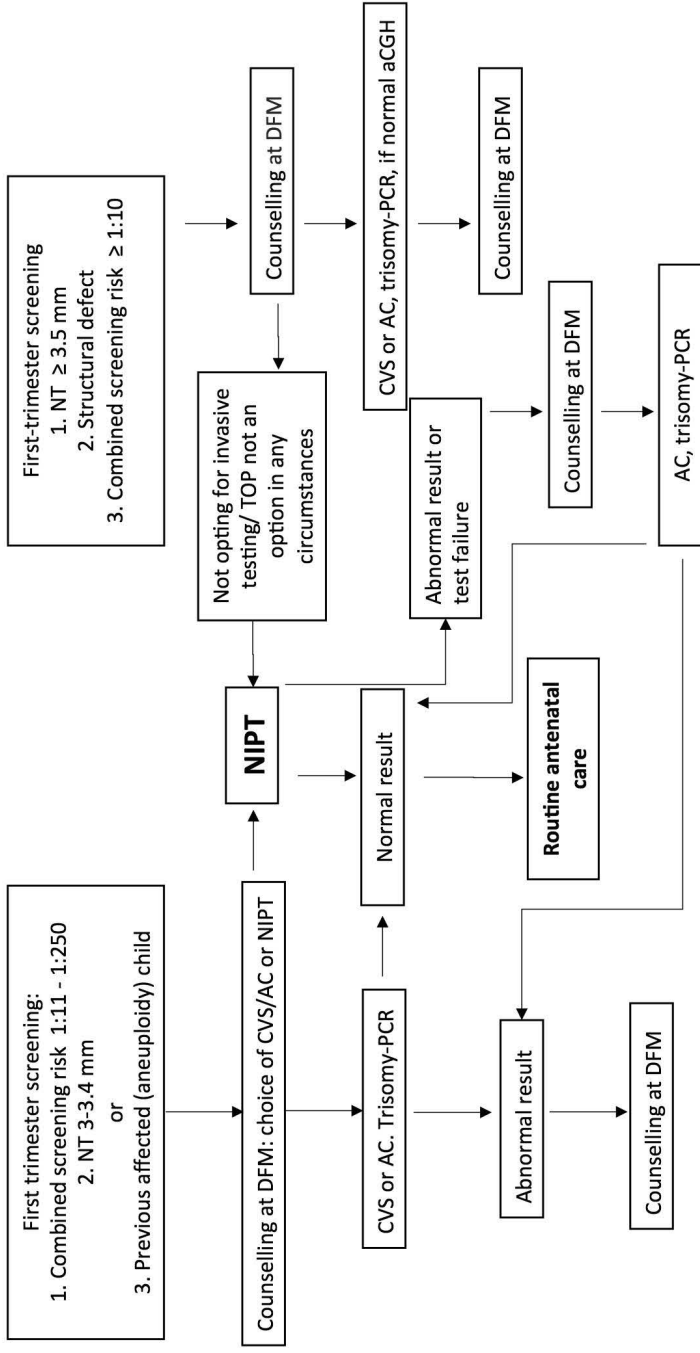 First trimester screening:
1. Combined screening risk 1:11 - 1:250
2. NT 3-3.4 mm
or
3. Previous affected (aneuploidy) child
First-trimester screening
1. NT ≥ 3.5 mm
2. Structural defect
3. Combined screening risk ≥ 1:10
Counselling at DFM: choice of CVS/AC or NIPT
NIPT
Not opting for invasive
testing/ TOP not an
option in any
circumstances
Counselling at DFM
CVS or AC. Trisomy-PCR
Normal result
Abnormal result or
test failure
CVS or AC, trisomy-PCR, if normal aCGH
Abnormal result
Routine antenatal
care
Counselling at DFM
Counselling at DFM
Counselling at DFM
AC, trisomy-PCR